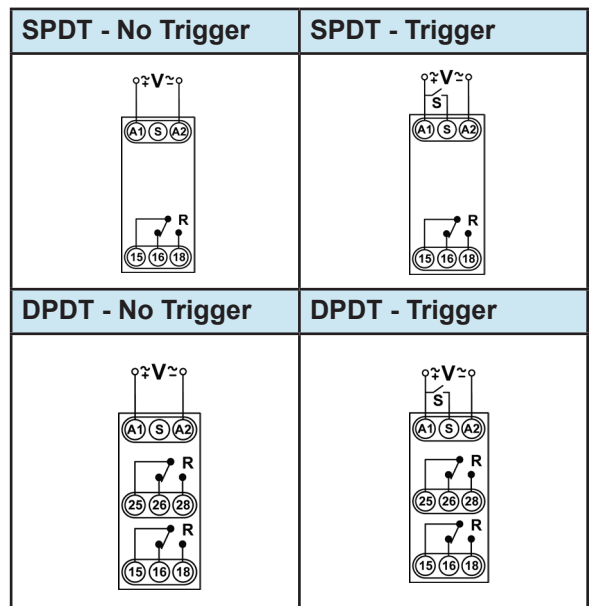 SPDT - No Trigger
SPDT - Trigger
≂V≃
A1 S A2
R
15 16 18
≂V≃
S
A1 S A2
R
15 16 18
DPDT - No Trigger
DPDT - Trigger
≂V≃
A1 S A2
R
25 26 28
R
15 16 18
≂V≃
S
A1 S A2
R
25 26 28
R
15 16 18